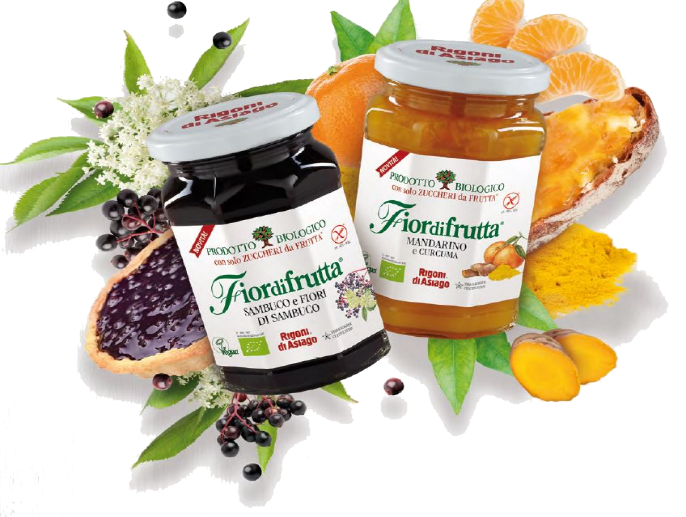 Rigoni
di Asiago
NOVITÀ!
PRODOTTO BIOLOGICO
con solo ZUCCHERI da FRUTTA
Fiordifrutta®
SAMBUCO e FIORI
DI SAMBUCO
Vegan
Rigoni
di Asiago
Rigoni
di Asiago
NOVITÀ!
PRODOTTO BIOLOGICO
con solo ZUCCHERI da FRUTTA
Fiordifrutta®
MANDARINO
e CURCUMA
Rigoni
di Asiago